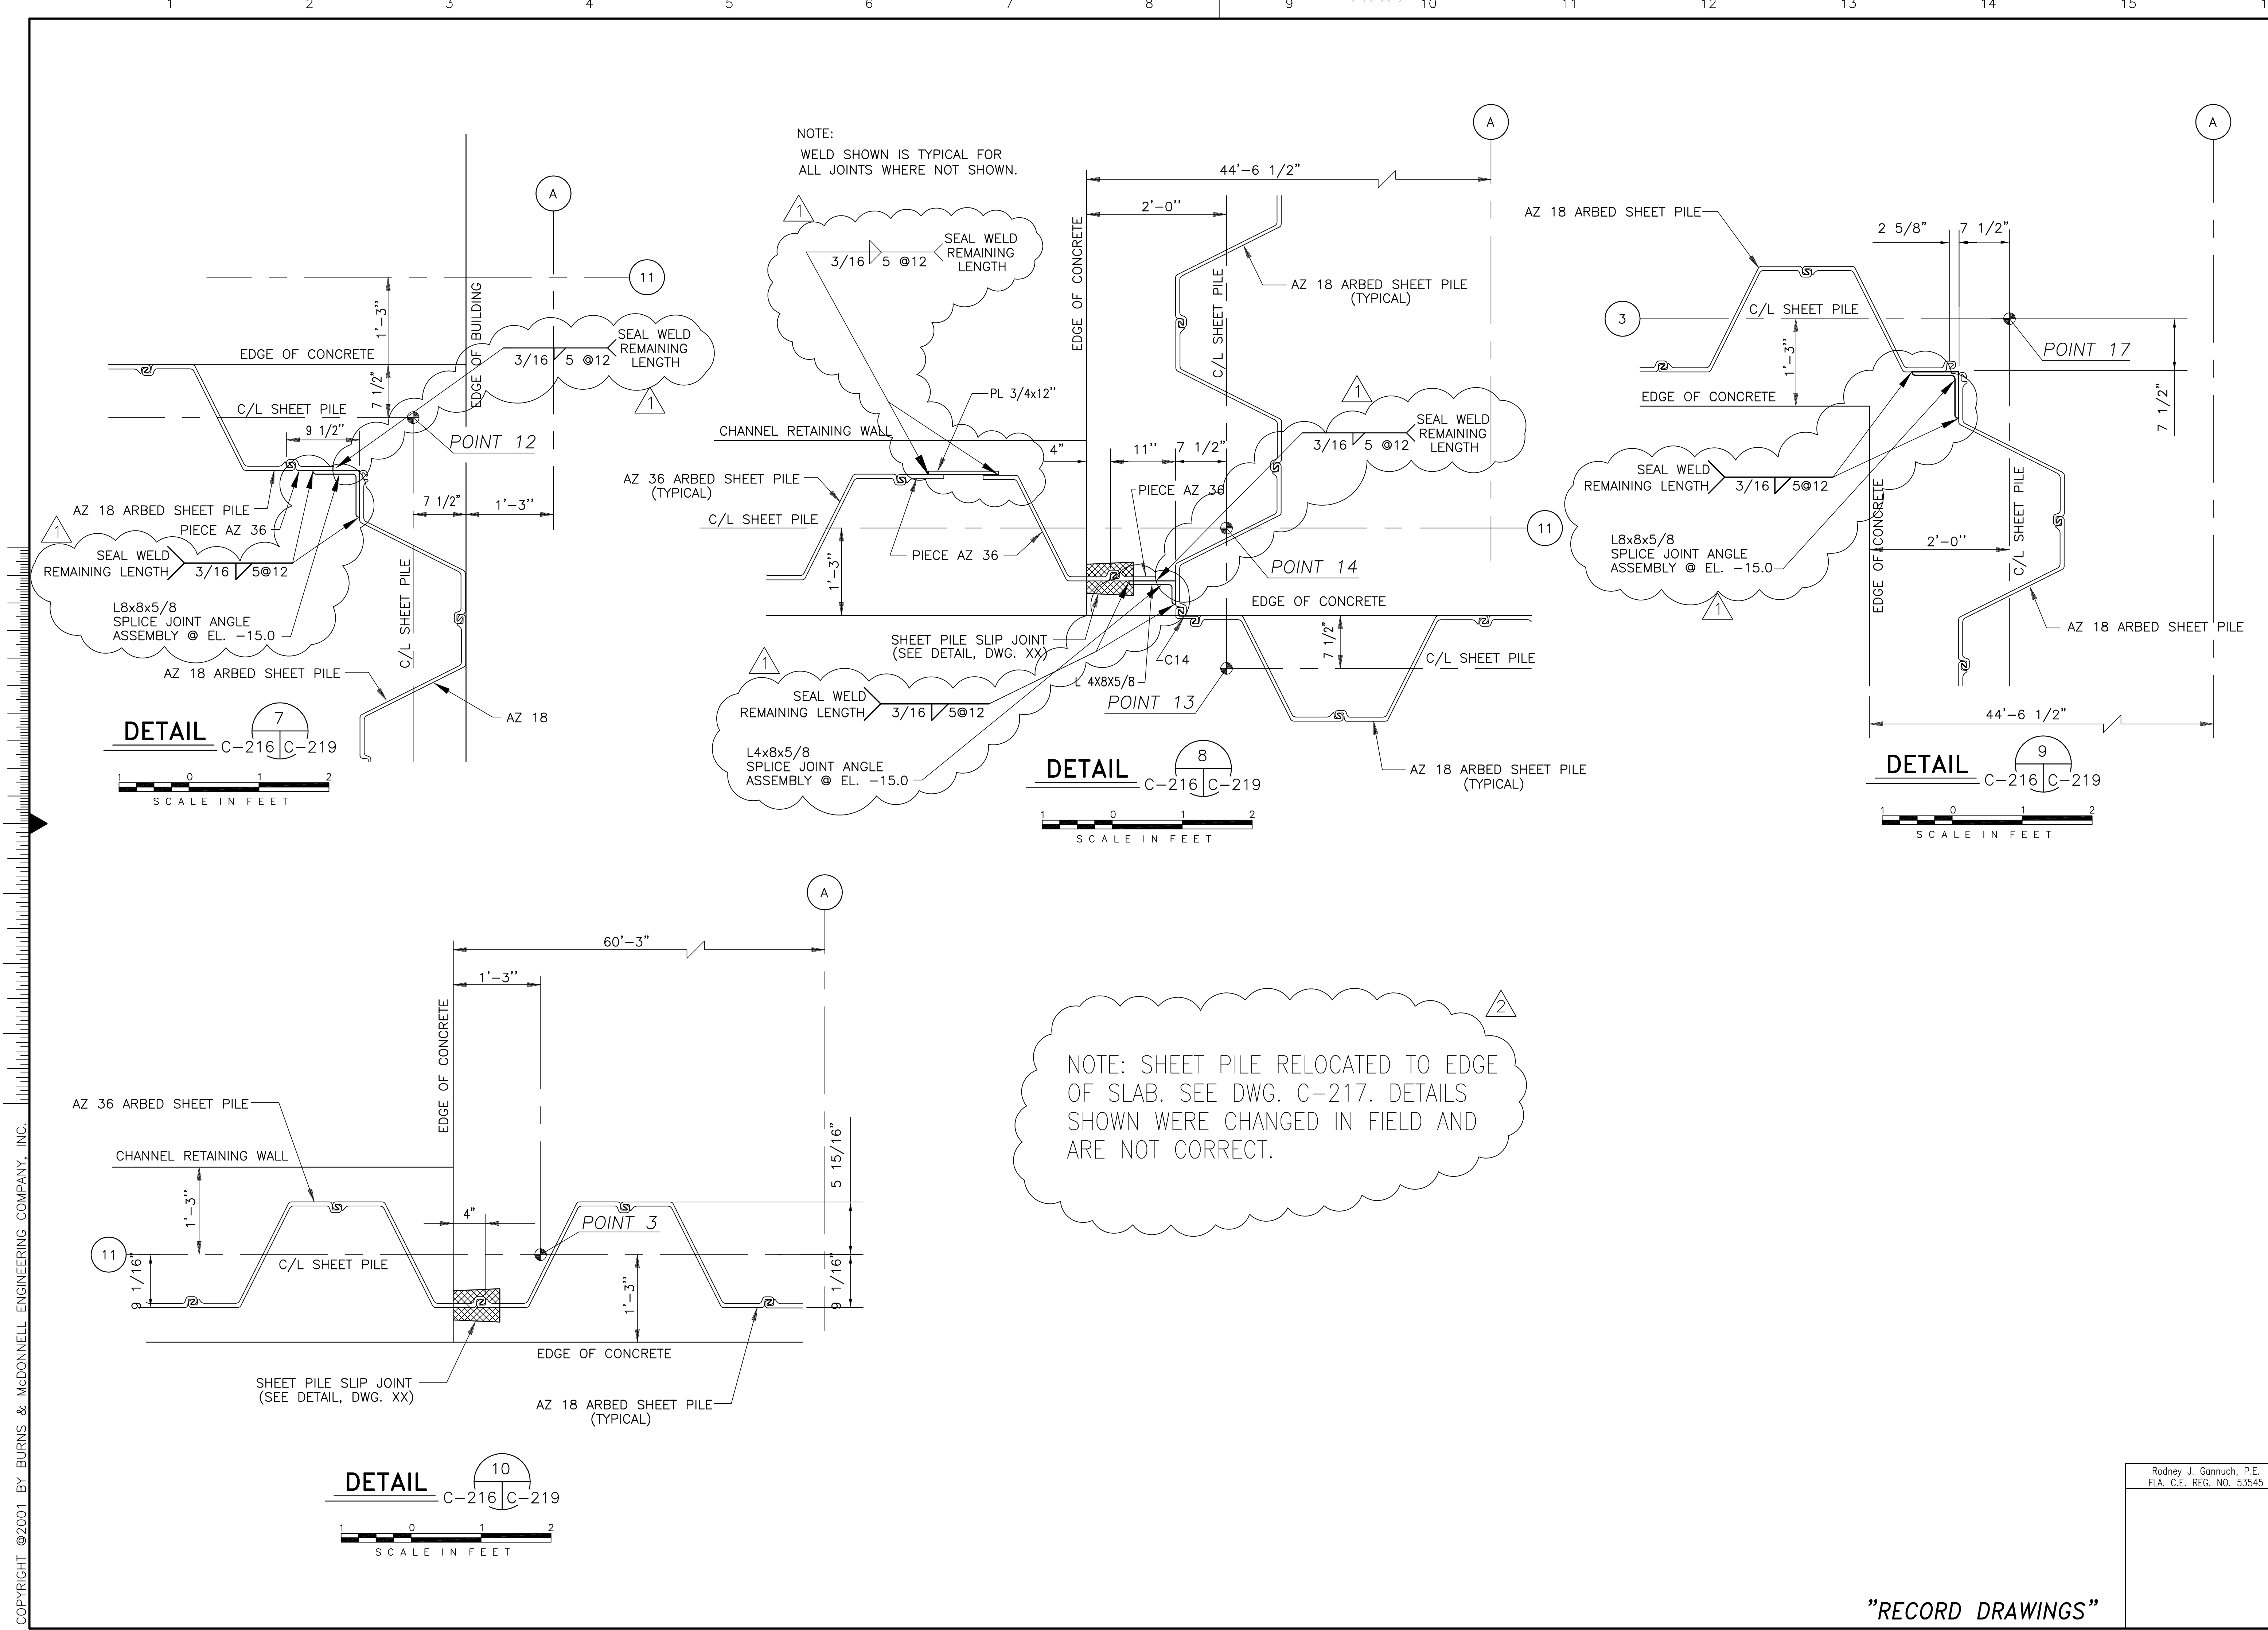 1 2 3 4 5 6 7 8 9 10 11 12 13 14 15
A
11
1'-3"
EDGE OF BUILDING
EDGE OF CONCRETE
7 1/2"
3/16 5 @12
SEAL WELD
REMAINING
LENGTH
1
C/L SHEET PILE
9 1/2"
POINT 12
7 1/2"
1'-3"
AZ 18 ARBED SHEET PILE
PIECE AZ 36
1
SEAL WELD
REMAINING LENGTH
3/16 5@12
L8x8x5/8
SPLICE JOINT ANGLE
ASSEMBLY @ EL. -15.0
C/L SHEET PILE
AZ 18 ARBED SHEET PILE
AZ 18
DETAIL 7
C-216 C-219
1 0 1 2
SCALE IN FEET
NOTE:
WELD SHOWN IS TYPICAL FOR
ALL JOINTS WHERE NOT SHOWN.
1
SEAL WELD
REMAINING
LENGTH
3/16 5 @12
A
44'-6 1/2"
2'-0"
EDGE OF CONCRETE
C/L SHEET PILE
AZ 18 ARBED SHEET PILE
(TYPICAL)
PL 3/4x12"
1
SEAL WELD
REMAINING
LENGTH
3/16 5 @12
CHANNEL RETAINING WALL
4"
11"
7 1/2"
AZ 36 ARBED SHEET PILE
(TYPICAL)
PIECE AZ 36
C/L SHEET PILE
11
PIECE AZ 36
1'-3"
POINT 14
EDGE OF CONCRETE
SHEET PILE SLIP JOINT
(SEE DETAIL, DWG. XX)
C14
7 1/2"
C/L SHEET PILE
L 4X8X5/8
POINT 13
1
SEAL WELD
REMAINING LENGTH
3/16 5@12
L4x8x5/8
SPLICE JOINT ANGLE
ASSEMBLY @ EL. -15.0
AZ 18 ARBED SHEET PILE
(TYPICAL)
DETAIL 8
C-216 C-219
1 0 1 2
SCALE IN FEET
A
AZ 18 ARBED SHEET PILE
2 5/8"
7 1/2"
3
C/L SHEET PILE
1'-3"
POINT 17
EDGE OF CONCRETE
7 1/2"
SEAL WELD
REMAINING LENGTH
3/16 5@12
L8x8x5/8
SPLICE JOINT ANGLE
ASSEMBLY @ EL. -15.0
1
EDGE OF CONCRETE
2'-0"
C/L SHEET PILE
AZ 18 ARBED SHEET PILE
44'-6 1/2"
DETAIL 9
C-216 C-219
1 0 1 2
SCALE IN FEET
A
60'-3"
1'-3"
EDGE OF CONCRETE
AZ 36 ARBED SHEET PILE
CHANNEL RETAINING WALL
1'-3"
4"
POINT 3
5 15/16"
11
9 1/16"
C/L SHEET PILE
1'-3"
9 1/16"
EDGE OF CONCRETE
SHEET PILE SLIP JOINT
(SEE DETAIL, DWG. XX)
AZ 18 ARBED SHEET PILE
(TYPICAL)
DETAIL 10
C-216 C-219
1 0 1 2
SCALE IN FEET
2
NOTE: SHEET PILE RELOCATED TO EDGE
OF SLAB. SEE DWG. C-217. DETAILS
SHOWN WERE CHANGED IN FIELD AND
ARE NOT CORRECT.
COPYRIGHT @2001 BY BURNS & McDONNELL ENGINEERING COMPANY, INC.
Rodney J. Gannuch, P.E.
FLA. C.E. REG. NO. 53545
"RECORD DRAWINGS"